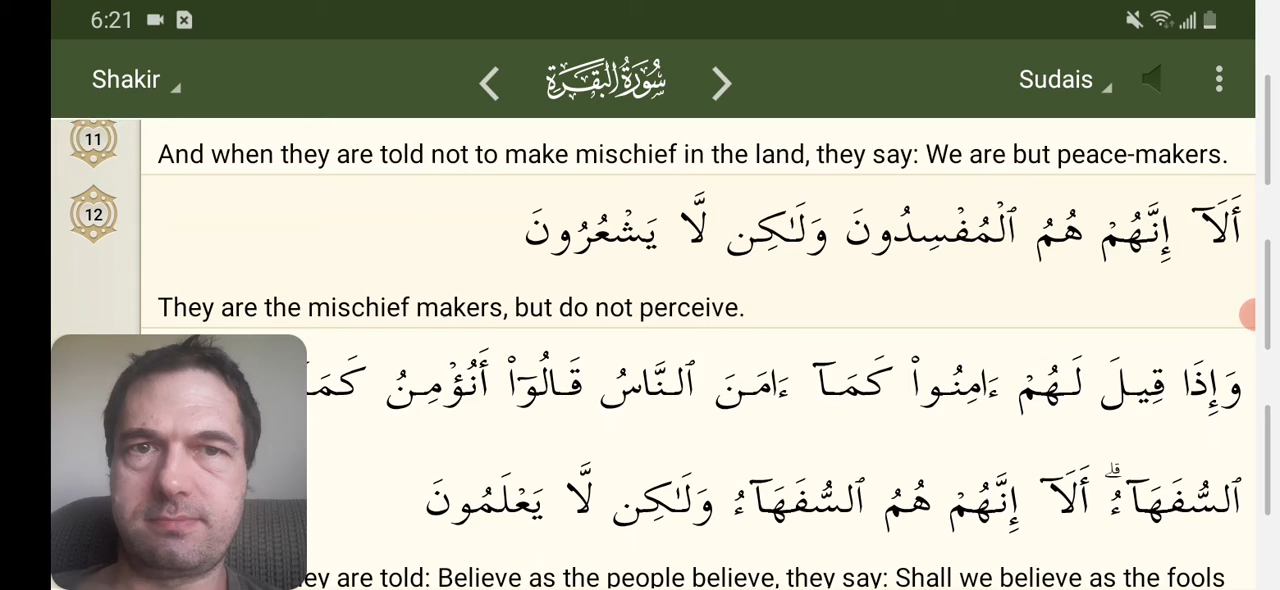 6:21
Shakir
سُورَةُ البَقَرَةِ
Sudais
11
And when they are told not to make mischief in the land, they say: We are but peace-makers.
12
أَلَآ إِنَّهُمْ هُمُ ٱلْمُفْسِدُونَ وَلَـٰكِن لَّا يَشْعُرُونَ
They are the mischief makers, but do not perceive.
وَإِذَا قِيلَ لَهُمْ ءَامِنُوا۟ كَمَآ ءَامَنَ ٱلنَّاسُ قَالُوٓا۟ أَنُؤْمِنُ
ٱلسُّفَهَآءُ ۗ أَلَآ إِنَّهُمْ هُمُ ٱلسُّفَهَآءُ وَلَـٰكِن لَّا يَعْلَمُونَ
are told: Believe as the people believe, they say: Shall we believe as the fools